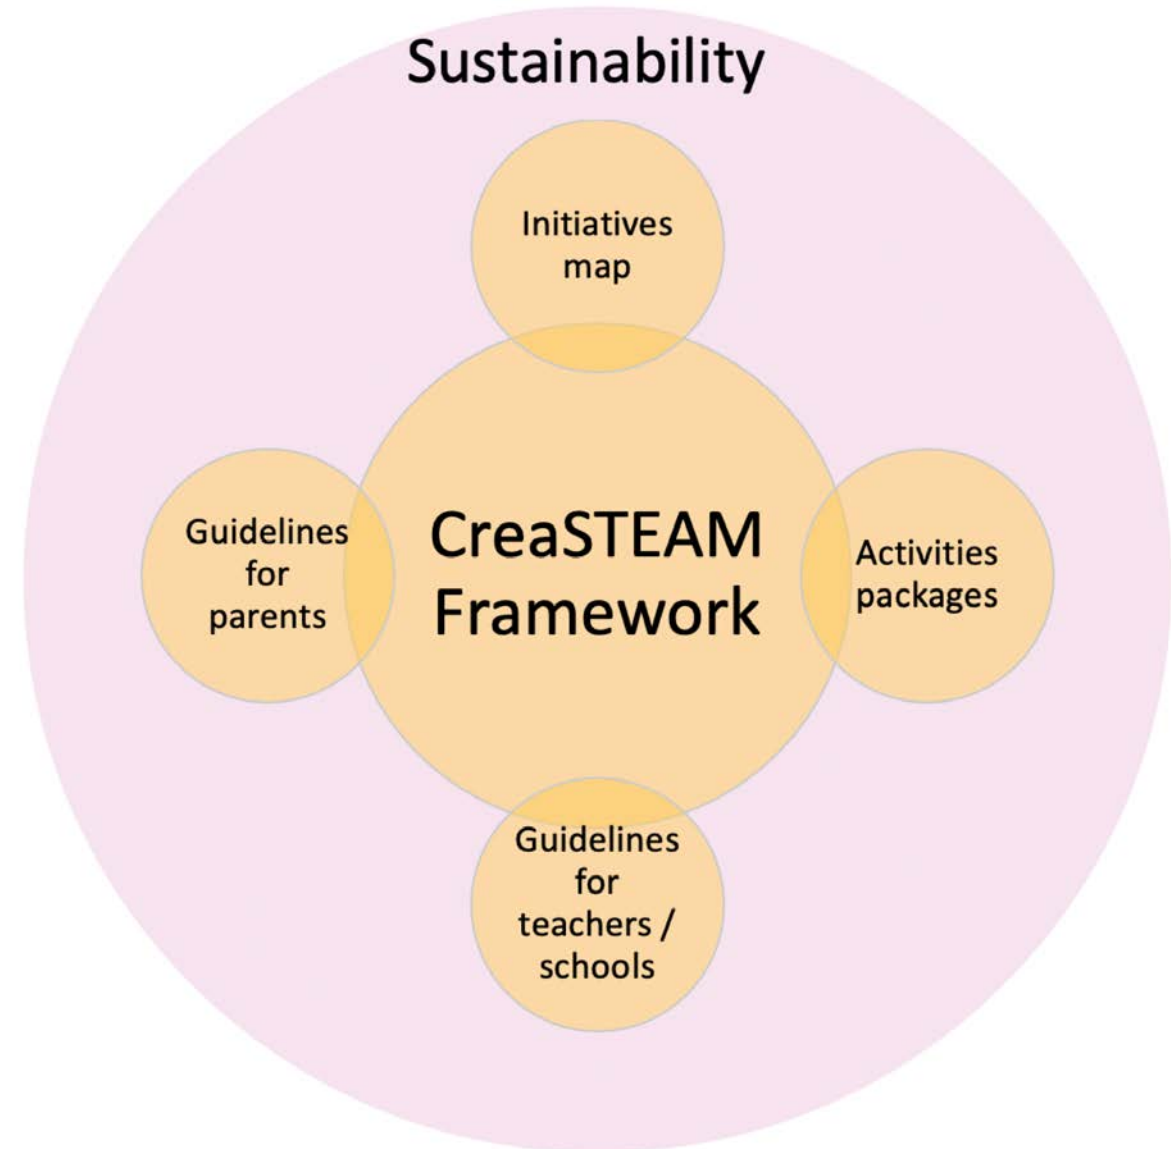 Sustainability
Initiatives
map
Guidelines
for
parents
CreaSTEAM
Framework
Activities
packages
Guidelines
for
teachers /
schools